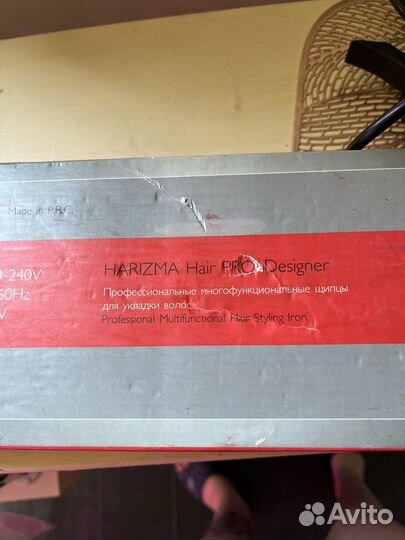 Made in P.R.C.
0-240V
HARIZMA Hair PRO Designer
60Hz
Профессиональные многофункциональные щипцы
для укладки волос
Professional Multifunctional Hair Styling Iron
Avito